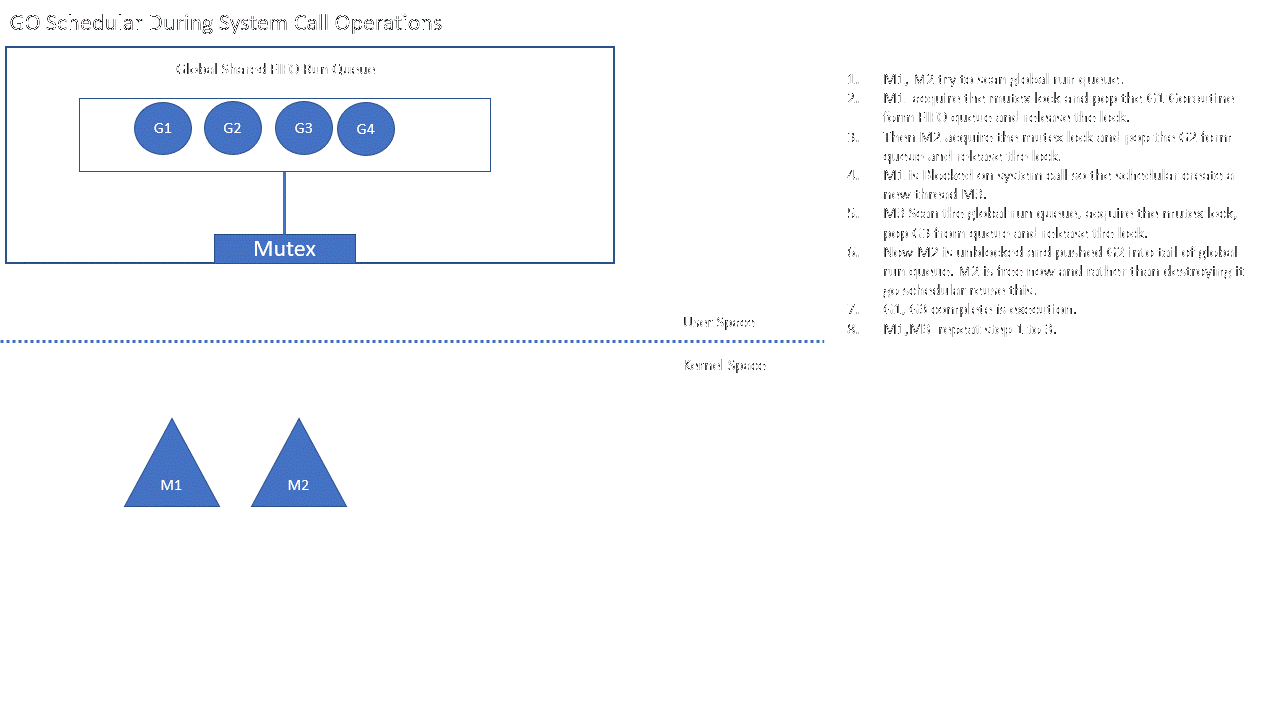 GO Schedular During System Call Operations
Global Shared FIFO Run Queue
G1 G2 G3 G4
Mutex
User Space
Kernel Space
M1 M2
1. M1, M2 try to scan global run queue.
2. M1 acquire the mutex lock and pop the G1 Goroutine
form FIFO queue and release the lock.
3. Then M2 acquire the mutex lock and pop the G2 form
queue and release the lock.
4. M1 is Blocked on system call so the schedular create a
new thread M3.
5. M3 Scan the global run queue, acquire the mutex lock,
pop G3 from queue and release the lock.
6. Now M2 is unblocked and pushed G2 into tail of global
run queue. M2 is free now and rather than destroying it
go schedular reuse this.
7. G1, G3 complete is execution.
8. M1,M3 repeat step 1 to 3.